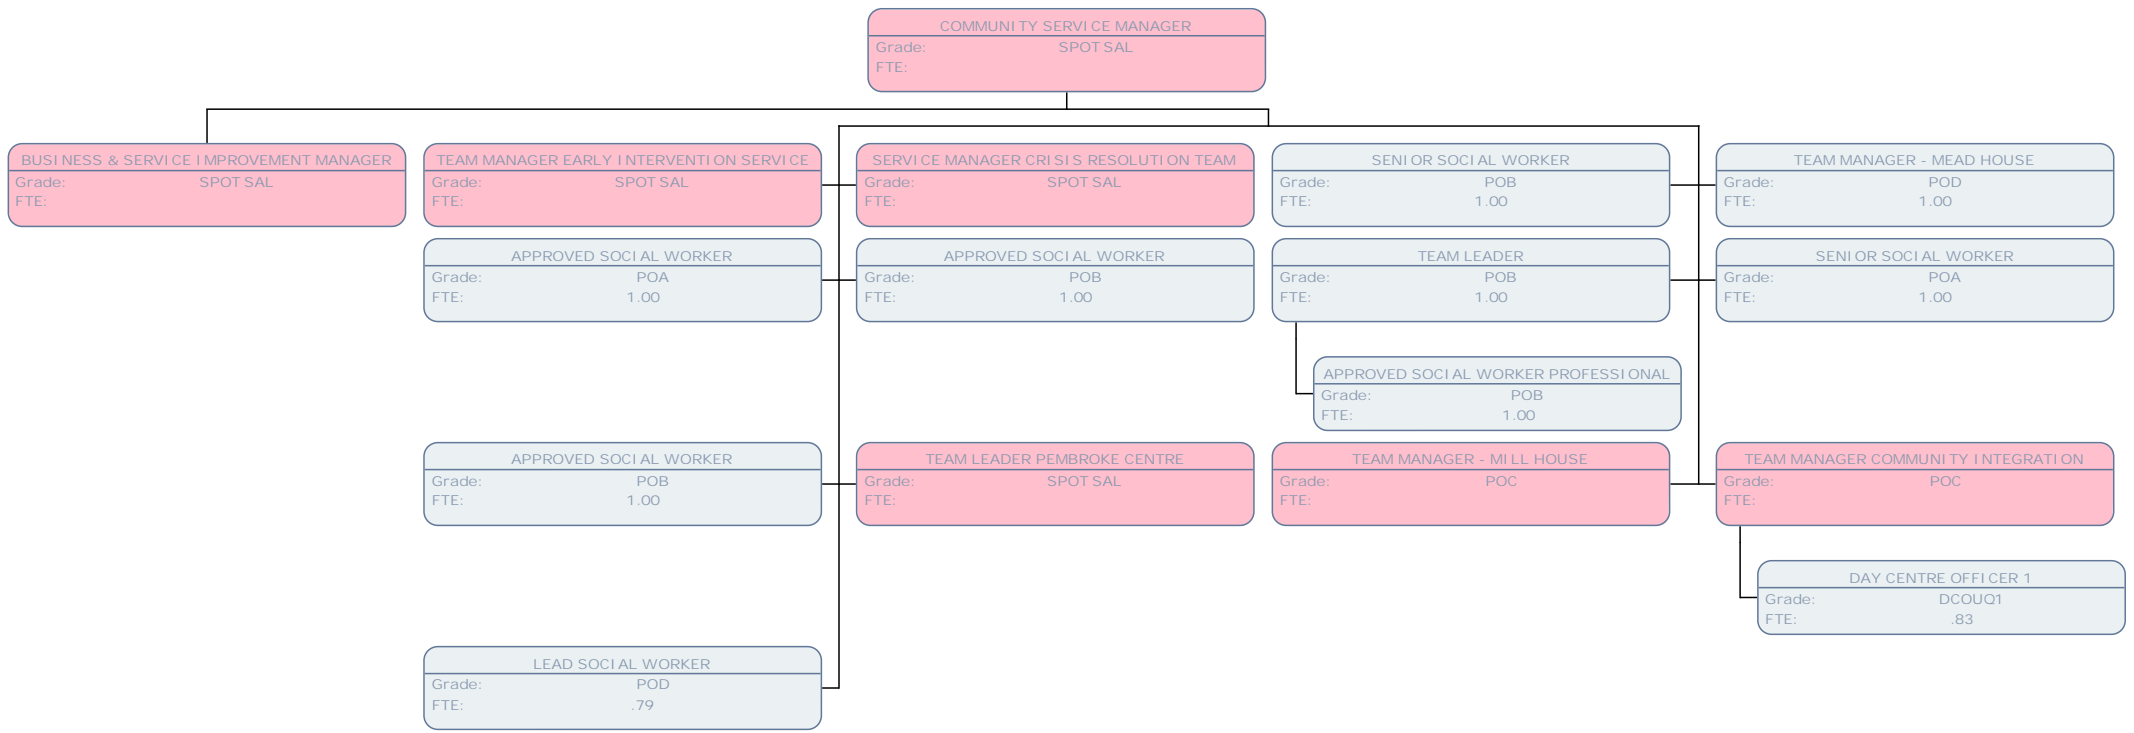 COMMUNITY SERVICE MANAGER
Grade: SPOT SAL
FTE:
BUSINESS & SERVICE IMPROVEMENT MANAGER
Grade: SPOT SAL
FTE:
TEAM MANAGER EARLY INTERVENTION SERVICE
Grade: SPOT SAL
FTE:
SERVICE MANAGER CRISIS RESOLUTION TEAM
Grade: SPOT SAL
FTE:
SENIOR SOCIAL WORKER
Grade: POB
FTE: 1.00
TEAM MANAGER - MEAD HOUSE
Grade: POD
FTE: 1.00
APPROVED SOCIAL WORKER
Grade: POA
FTE: 1.00
APPROVED SOCIAL WORKER
Grade: POB
FTE: 1.00
TEAM LEADER
Grade: POB
FTE: 1.00
SENIOR SOCIAL WORKER
Grade: POA
FTE: 1.00
APPROVED SOCIAL WORKER PROFESSIONAL
Grade: POB
FTE: 1.00
APPROVED SOCIAL WORKER
Grade: POB
FTE: 1.00
TEAM LEADER PEMBROKE CENTRE
Grade: SPOT SAL
FTE:
TEAM MANAGER - MILL HOUSE
Grade: POC
FTE:
TEAM MANAGER COMMUNITY INTEGRATION
Grade: POC
FTE:
DAY CENTRE OFFICER 1
Grade: DCOUQ1
FTE: .83
LEAD SOCIAL WORKER
Grade: POD
FTE: .79